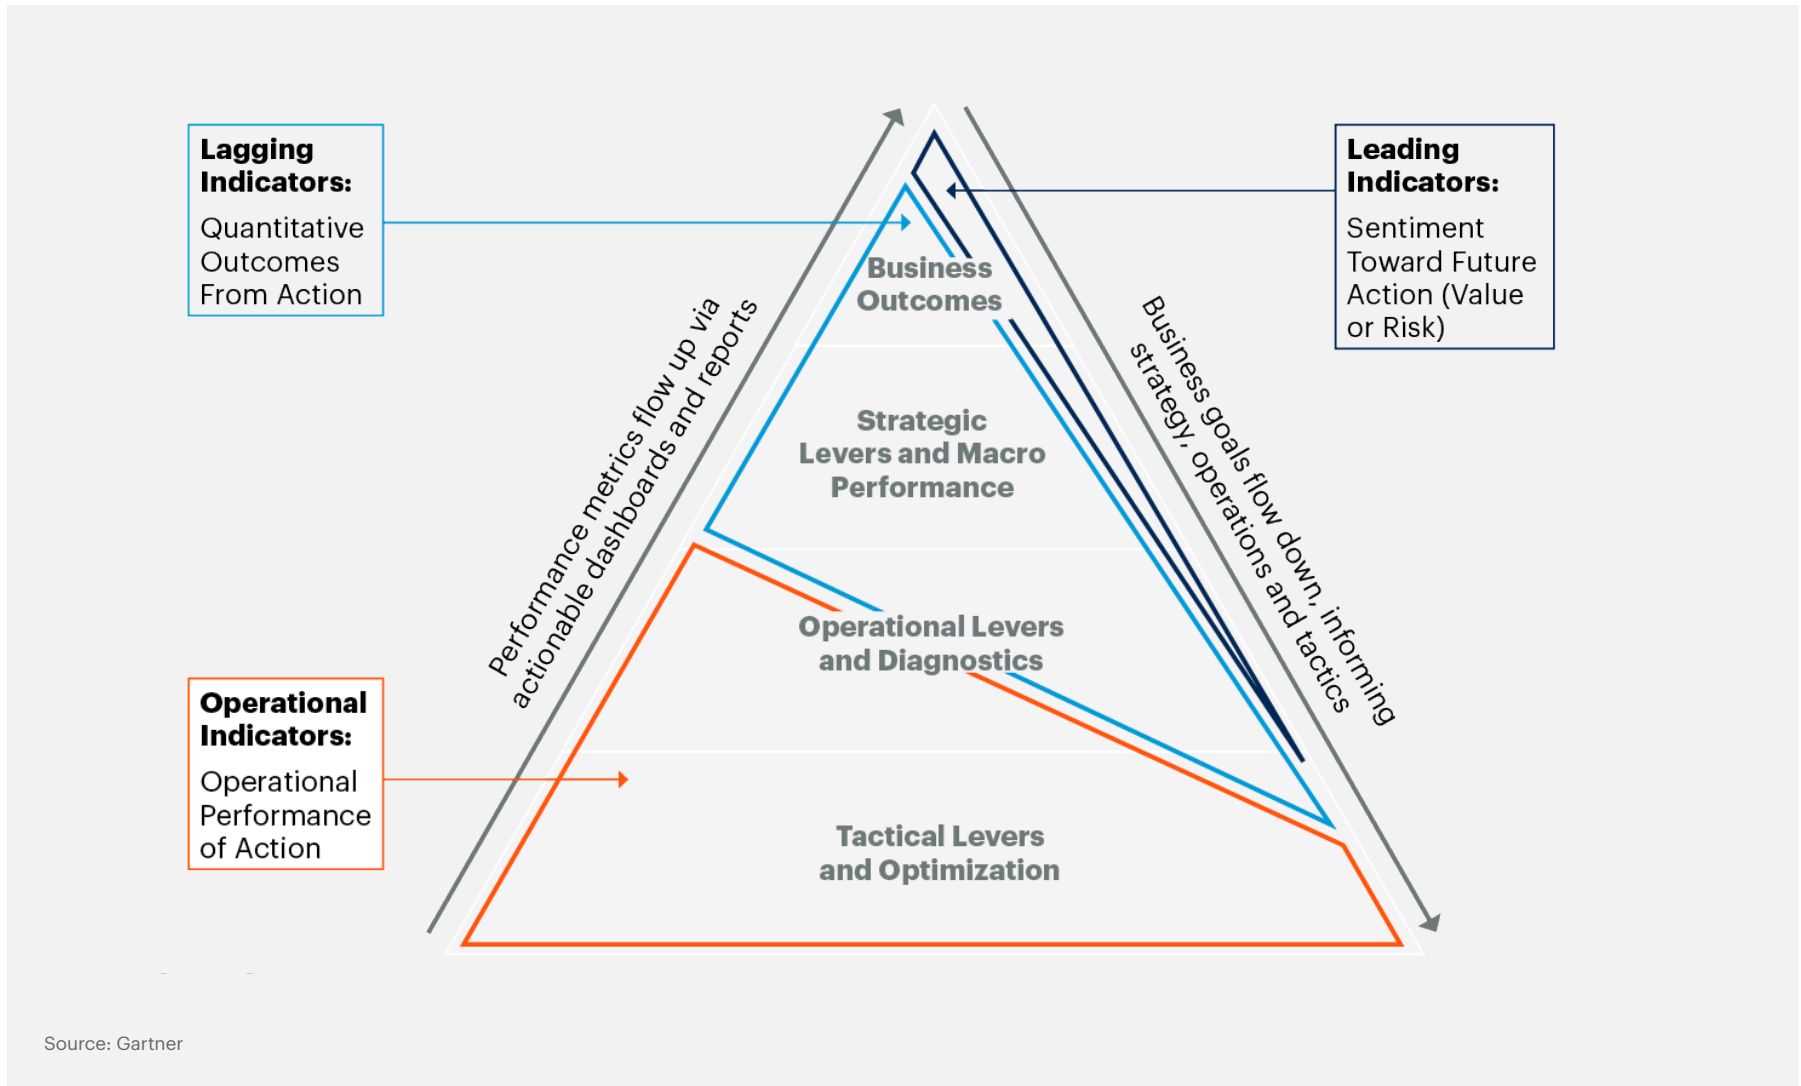 Lagging
Indicators:
Quantitative
Outcomes
From Action
Leading
Indicators:
Sentiment
Toward Future
Action (Value
or Risk)
Performance metrics flow up via
actionable dashboards and reports
Business goals flow down, informing
strategy, operations and tactics
Business
Outcomes
Strategic
Levers and Macro
Performance
Operational Levers
and Diagnostics
Operational
Indicators:
Operational
Performance
of Action
Tactical Levers
and Optimization
Source: Gartner